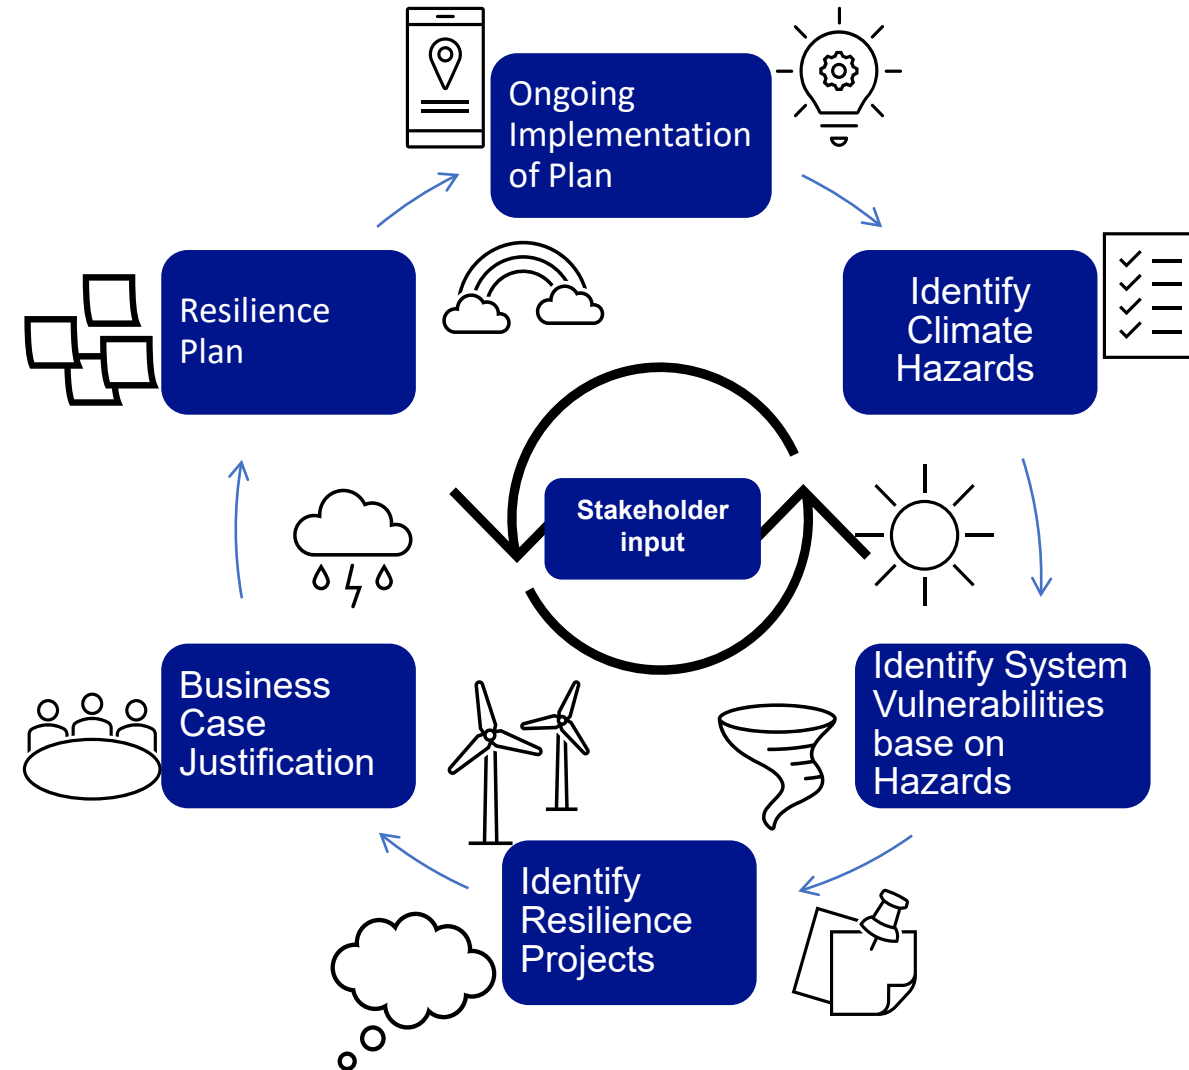 Ongoing
Implementation
of Plan
Identify
Climate
Hazards
Identify System
Vulnerabilities
base on
Hazards
Identify
Resilience
Projects
Business
Case
Justification
Resilience
Plan
Stakeholder
input